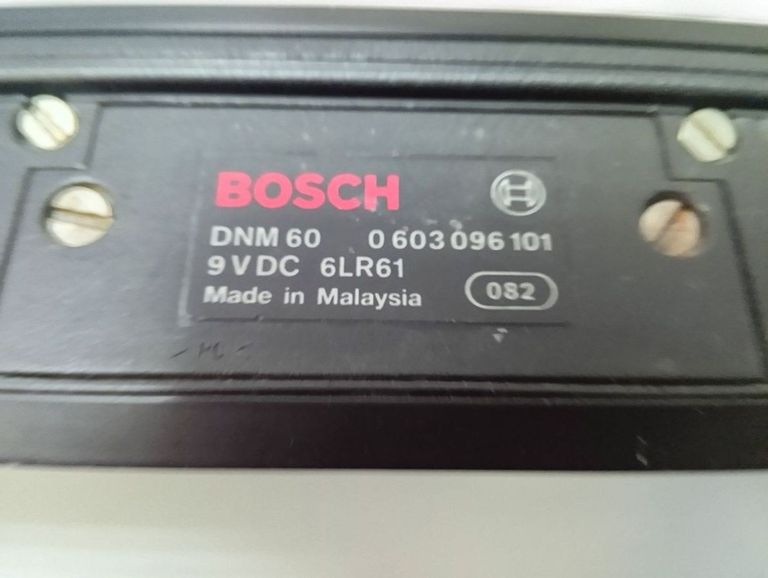 BOSCH
DNM 60 0 603 096 101
9 V DC 6LR61
Made in Malaysia 082